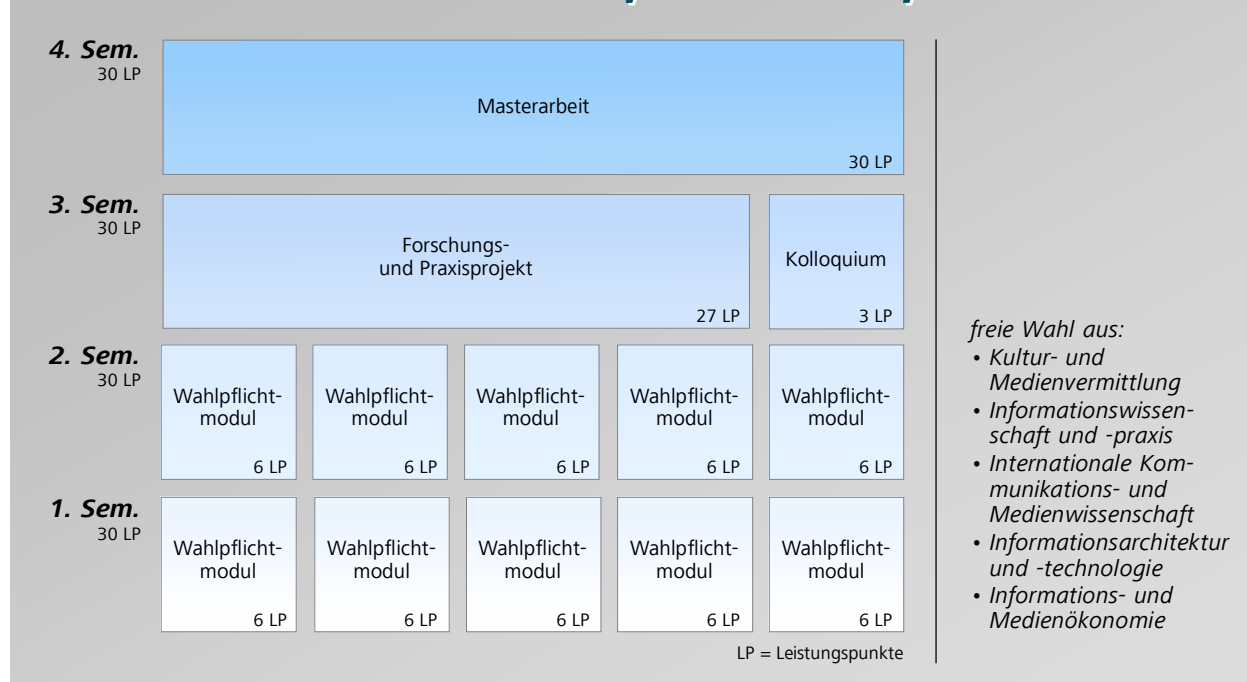 4. Sem.
30 LP
Masterarbeit
30 LP
3. Sem.
30 LP
Forschungs-
und Praxisprojekt
27 LP
Kolloquium
3 LP
2. Sem.
30 LP
Wahlpflicht-
modul
6 LP
Wahlpflicht-
modul
6 LP
Wahlpflicht-
modul
6 LP
Wahlpflicht-
modul
6 LP
Wahlpflicht-
modul
6 LP
1. Sem.
30 LP
Wahlpflicht-
modul
6 LP
Wahlpflicht-
modul
6 LP
Wahlpflicht-
modul
6 LP
Wahlpflicht-
modul
6 LP
Wahlpflicht-
modul
6 LP
LP = Leistungspunkte
freie Wahl aus:
• Kultur- und
Medienvermittlung
• Informationswissen-
schaft und -praxis
• Internationale Kom-
munikations- und
Medienwissenschaft
• Informationsarchitektur
und -technologie
• Informations- und
Medienökonomie